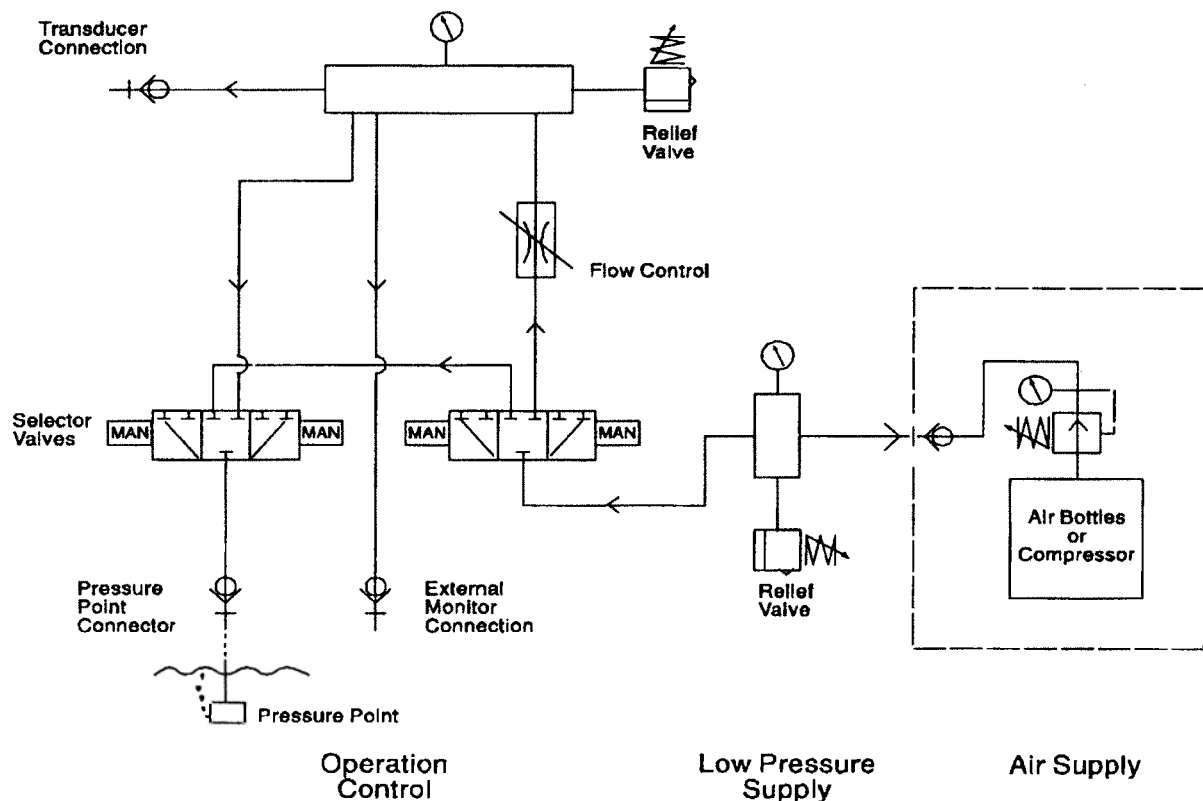 Transducer
Connection
Relief
Valve
Flow Control
Selector
Valves
MAN
MAN
MAN
MAN
Air Bottles
or
Compressor
Relief
Valve
Pressure
Point
Connector
External
Monitor
Connection
Pressure Point
Operation
Control
Low Pressure
Supply
Air Supply